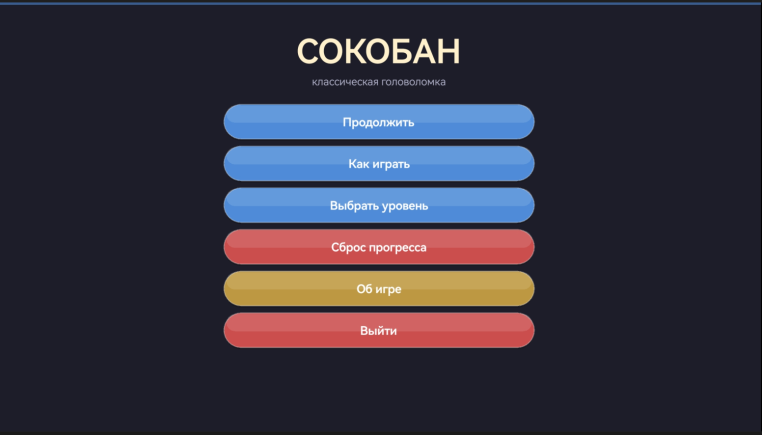 СОКОБАН
классическая головоломка
Продолжить
Как играть
Выбрать уровень
Сброс прогресса
Об игре
Выйти